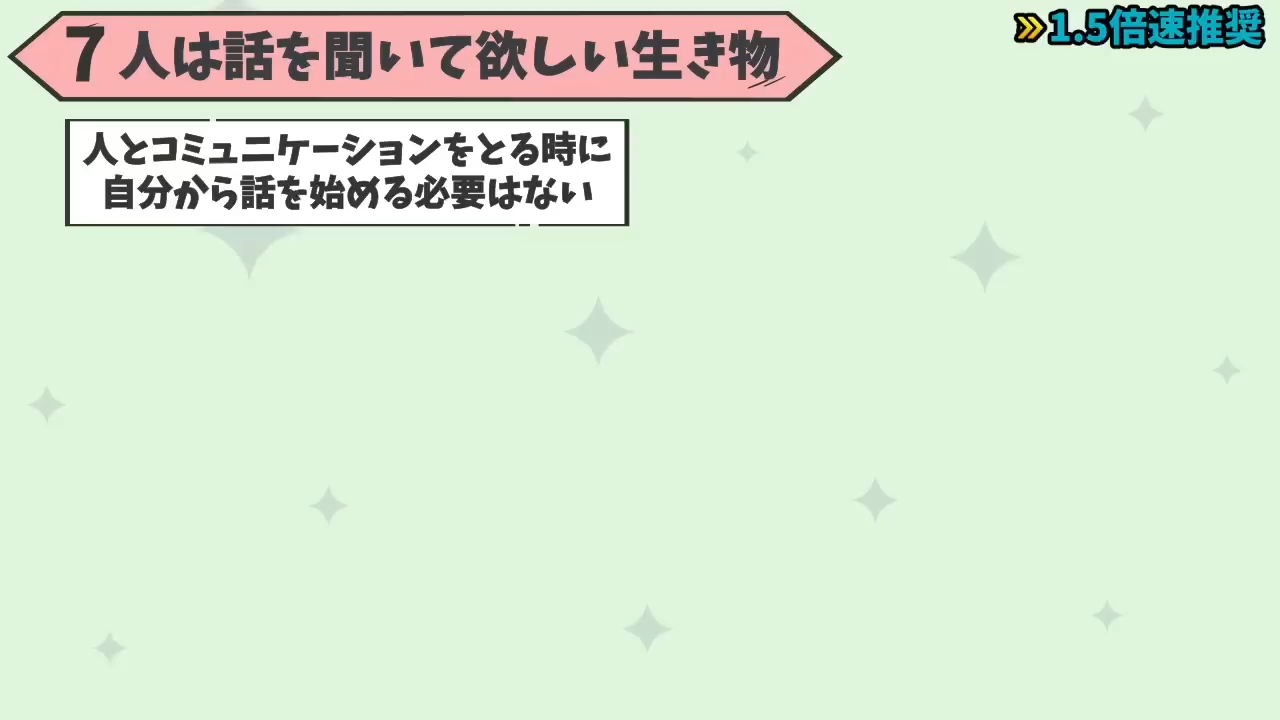 7 人は話を聞いて欲しい生き物
1.5倍速推奨
人とコミュニケーションをとる時に
自分から話を始める必要はない